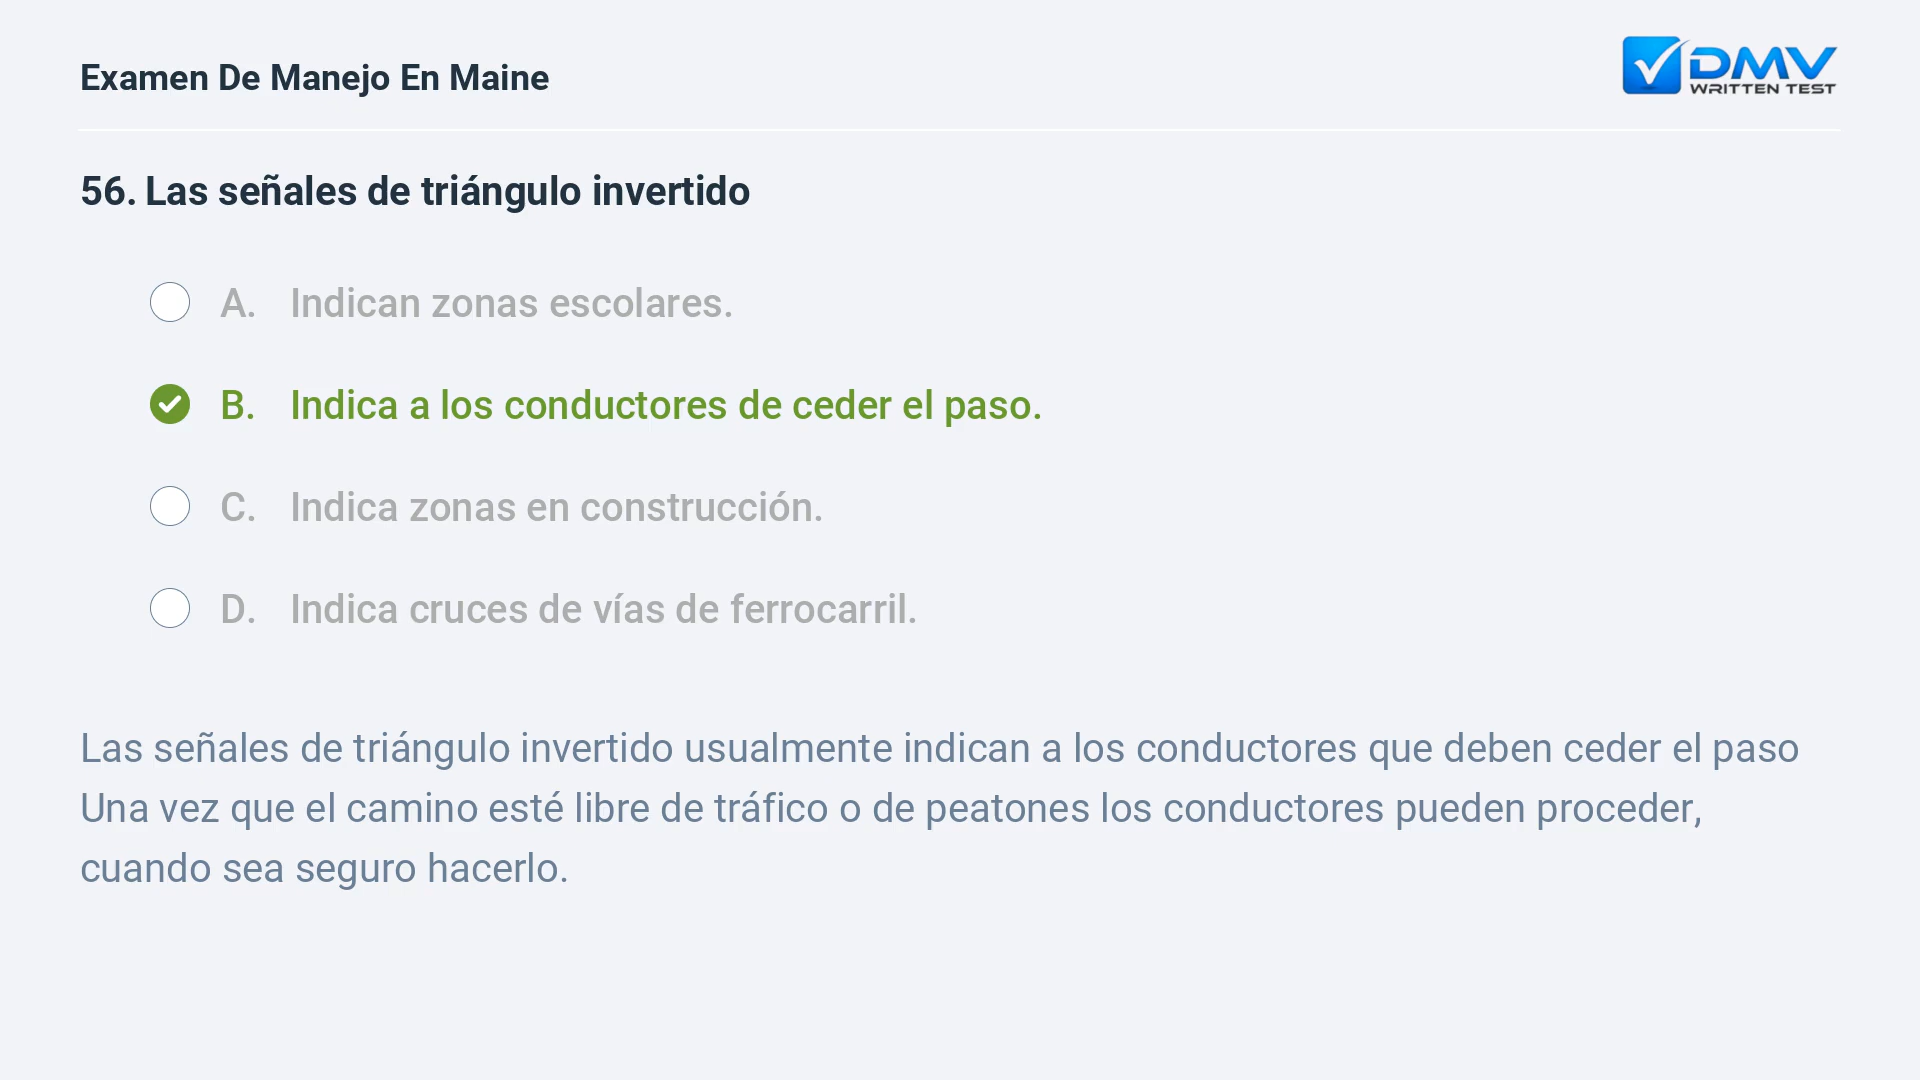 Examen De Manejo En Maine
DMV
WRITTEN TEST
56. Las señales de triángulo invertido
A. Indican zonas escolares.
B. Indica a los conductores de ceder el paso.
C. Indica zonas en construcción.
D. Indica cruces de vías de ferrocarril.
Las señales de triángulo invertido usualmente indican a los conductores que deben ceder el paso
Una vez que el camino esté libre de tráfico o de peatones los conductores pueden proceder,
cuando sea seguro hacerlo.